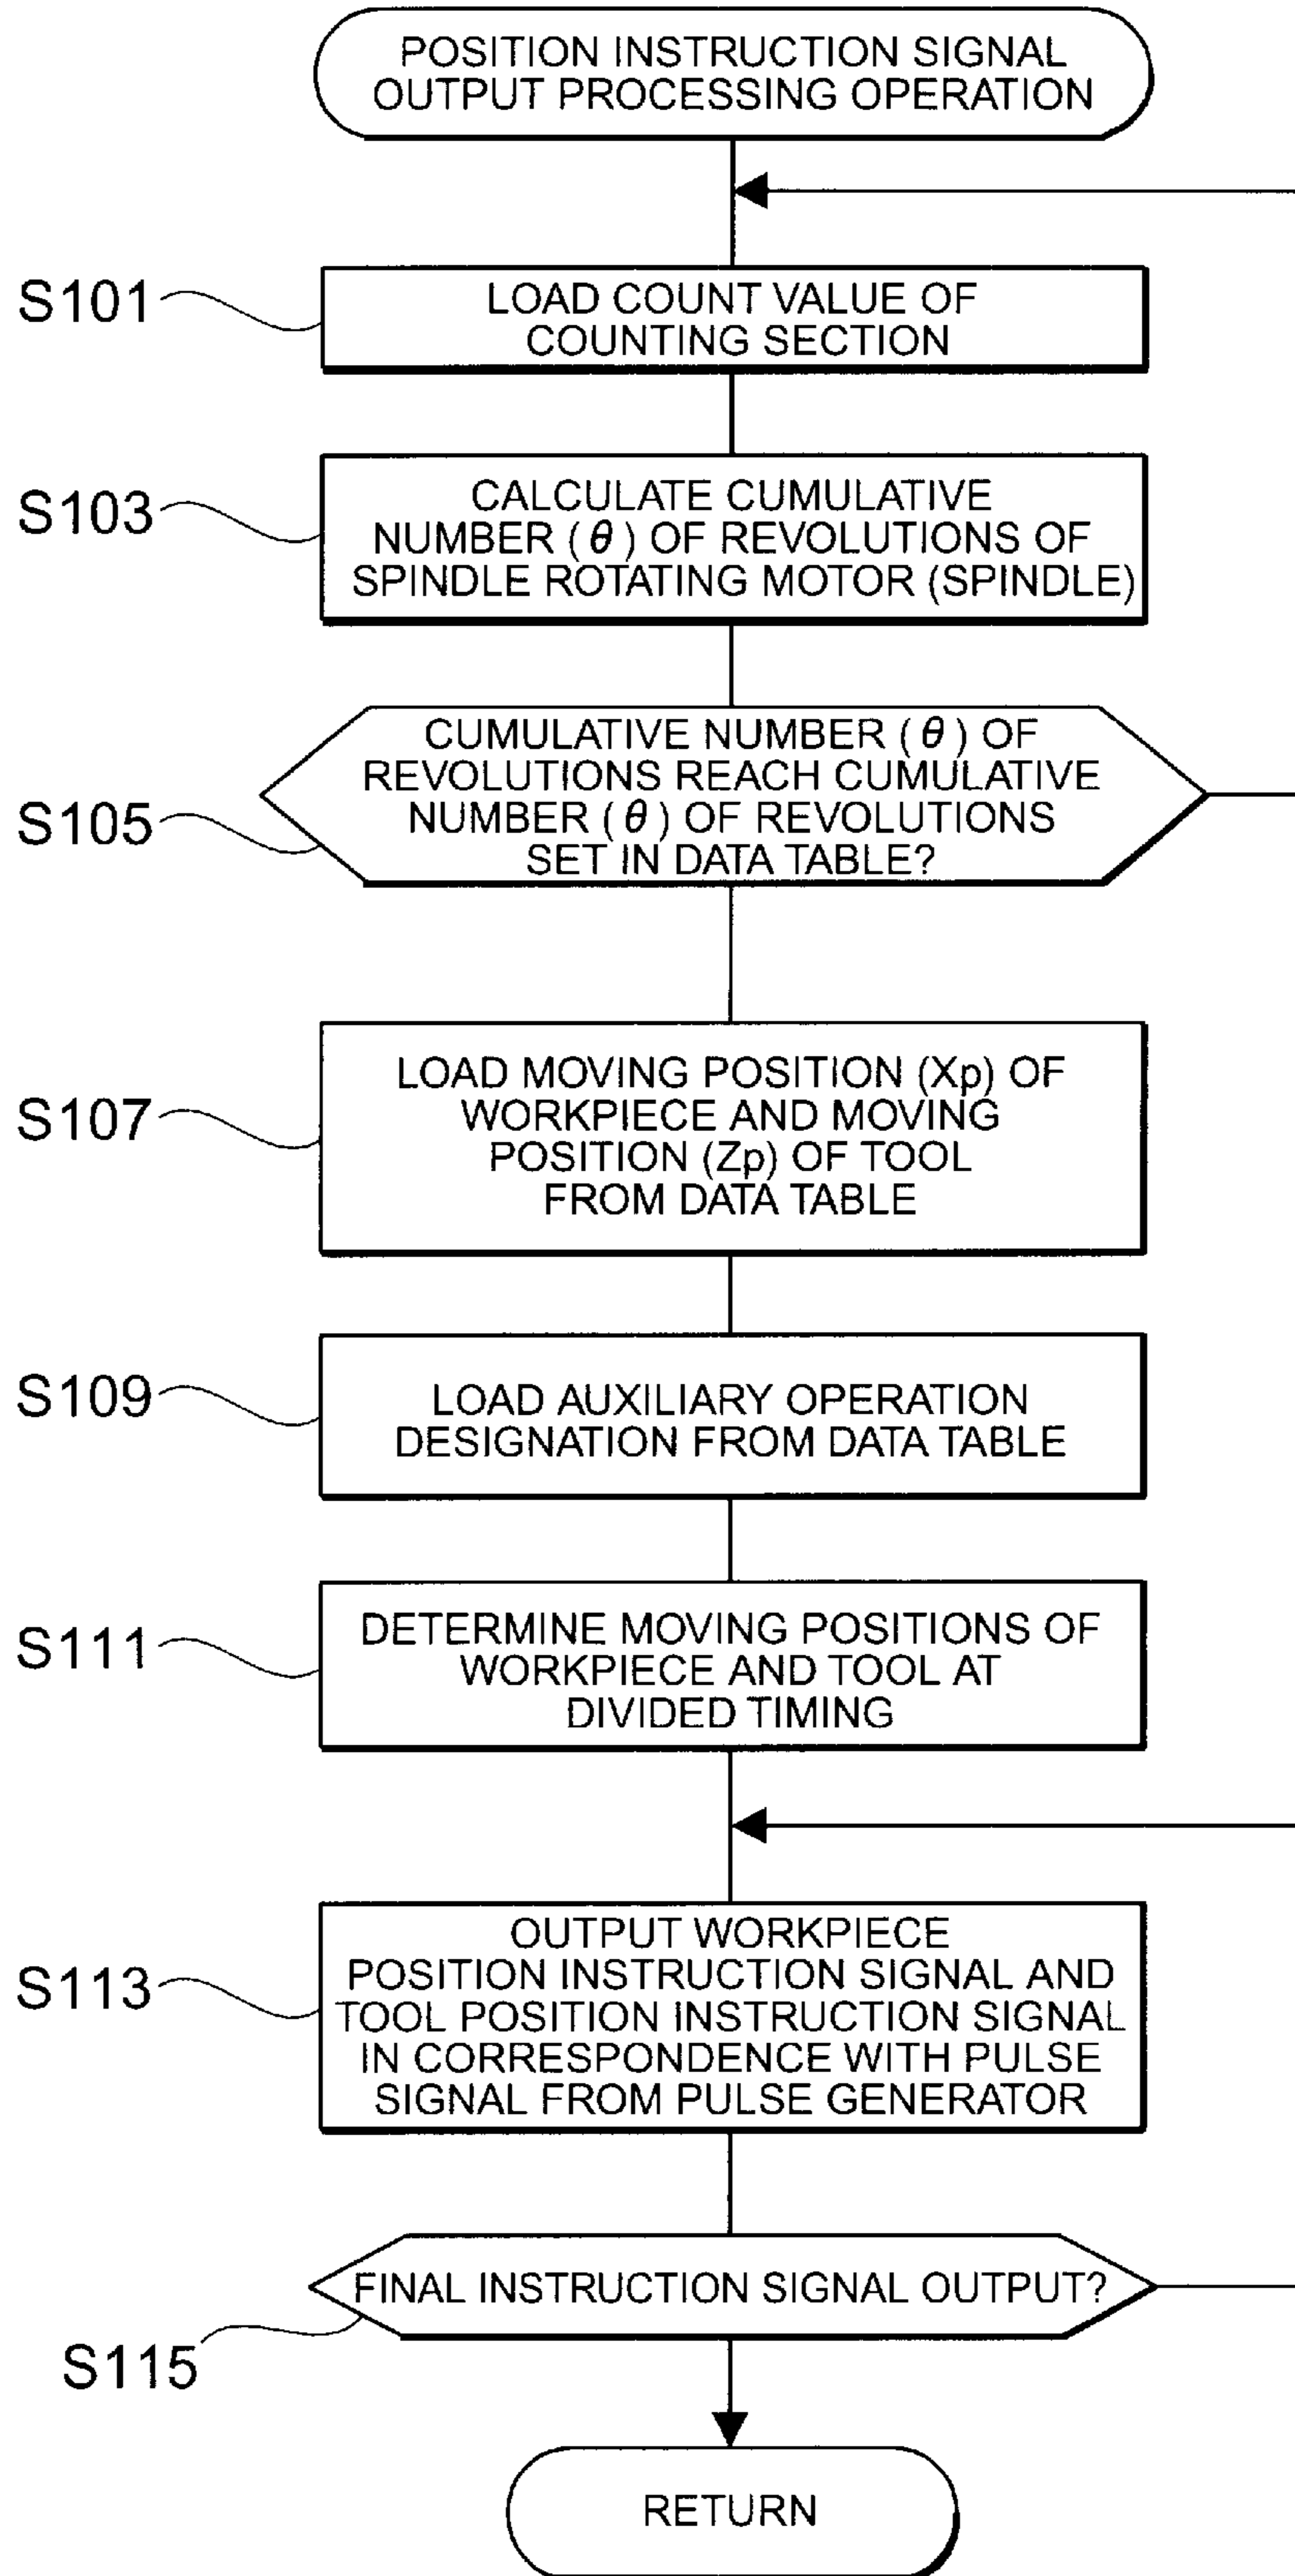 POSITION INSTRUCTION SIGNAL
OUTPUT PROCESSING OPERATION
S101
LOAD COUNT VALUE OF
COUNTING SECTION
S103
CALCULATE CUMULATIVE
NUMBER (θ) OF REVOLUTIONS OF
SPINDLE ROTATING MOTOR (SPINDLE)
S105
CUMULATIVE NUMBER (θ) OF
REVOLUTIONS REACH CUMULATIVE
NUMBER (θ) OF REVOLUTIONS
SET IN DATA TABLE?
S107
LOAD MOVING POSITION (Xp) OF
WORKPIECE AND MOVING
POSITION (Zp) OF TOOL
FROM DATA TABLE
S109
LOAD AUXILIARY OPERATION
DESIGNATION FROM DATA TABLE
S111
DETERMINE MOVING POSITIONS OF
WORKPIECE AND TOOL AT
DIVIDED TIMING
S113
OUTPUT WORKPIECE
POSITION INSTRUCTION SIGNAL AND
TOOL POSITION INSTRUCTION SIGNAL
IN CORRESPONDENCE WITH PULSE
SIGNAL FROM PULSE GENERATOR
S115
FINAL INSTRUCTION SIGNAL OUTPUT?
RETURN